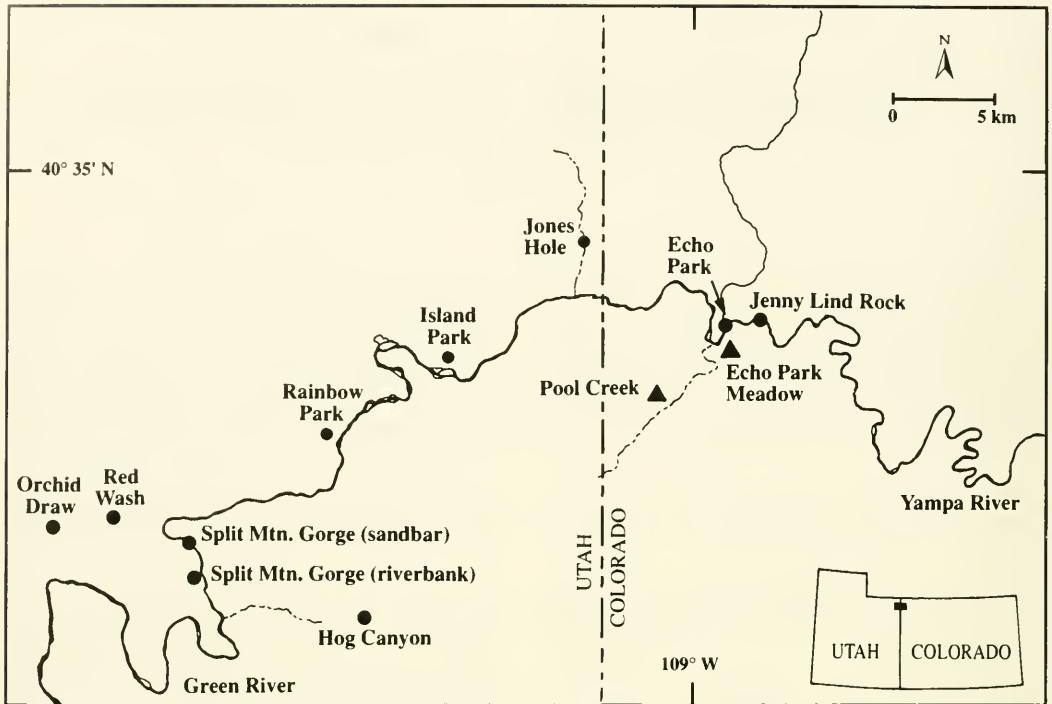 N
0 5 km
40° 35' N
Jones
Hole
Echo
Park
Jenny Lind Rock
Island
Park
Echo Park
Meadow
Pool Creek
Rainbow
Park
Orchid
Draw
Red
Wash
Yampa River
Split Mtn. Gorge (sandbar)
Split Mtn. Gorge (riverbank)
UTAH
COLORADO
Hog Canyon
Green River
109° W
UTAH
COLORADO